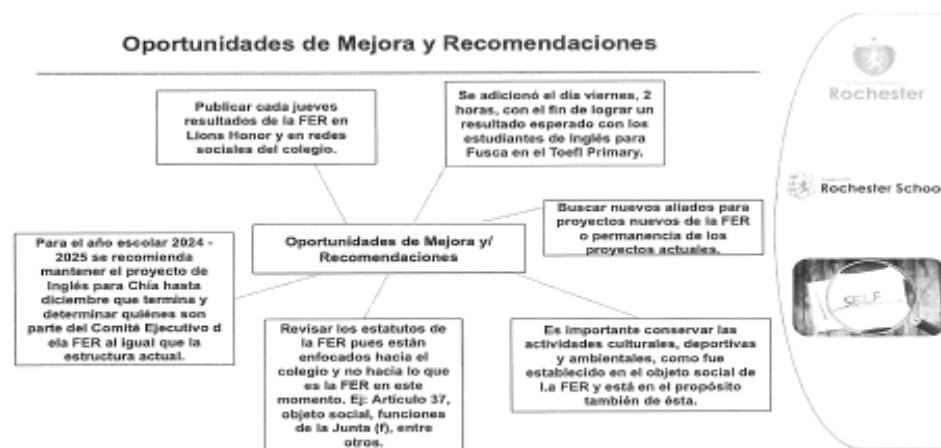 Oportunidades de Mejora y Recomendaciones
Publicar cada jueves
resultados de la FER en
Lions Honor y en redes
sociales del colegio.
Se adicionó el día viernes, 2
horas, con el fin de lograr un
resultado esperado con los
estudiantes de Inglés para
Fusca en el Toefl Primary.
Buscar nuevos aliados para
proyectos nuevos de la FER
o permanencia de los
proyectos actuales.
Oportunidades de Mejora y/
Recomendaciones
Para el año escolar 2024 -
2025 se recomienda
mantener el proyecto de
Inglés para Chía hasta
diciembre que termina y
determinar quiénes son
parte del Comité Ejecutivo d
ela FER al igual que la
estructura actual.
Revisar los estatutos de
la FER pues están
enfocados hacia el
colegio y no hacia lo que
es la FER en este
momento. Ej: Artículo 37,
objeto social, funciones
de la Junta (f), entre
otros.
Es importante conservar las
actividades culturales, deportivas
y ambientales, como fue
establecido en el objeto social de
La FER y está en el propósito
también de ésta.
Rochester
Rochester School
SELF